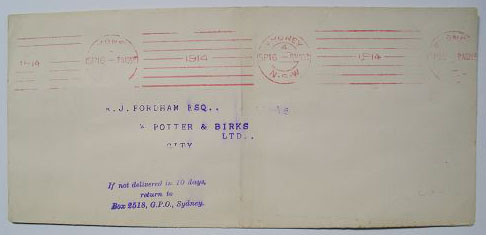 SYDNEY
4
N.S.W.
1914
1914
.J.FORDHAM ESQ..
POTTER & BIRKS
LTD..
CITY
If not delivered in 10 days,
return to
Box 2518, G.P.O., Sydney.